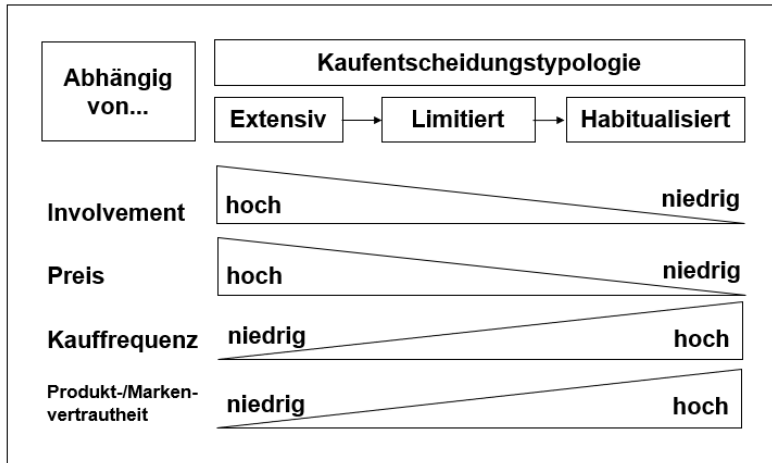 Abhängig
von...
Kaufentscheidungstypologie
Extensiv
Limitiert
Habitualisiert
Involvement
hoch
niedrig
Preis
hoch
niedrig
Kauffrequenz
niedrig
hoch
Produkt-/Marken-
vertrautheit
niedrig
hoch